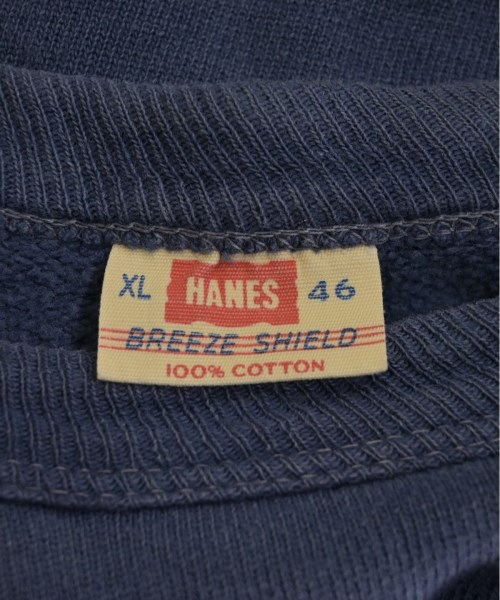 XL HANES 46
BREEZE SHIELD
100% COTTON